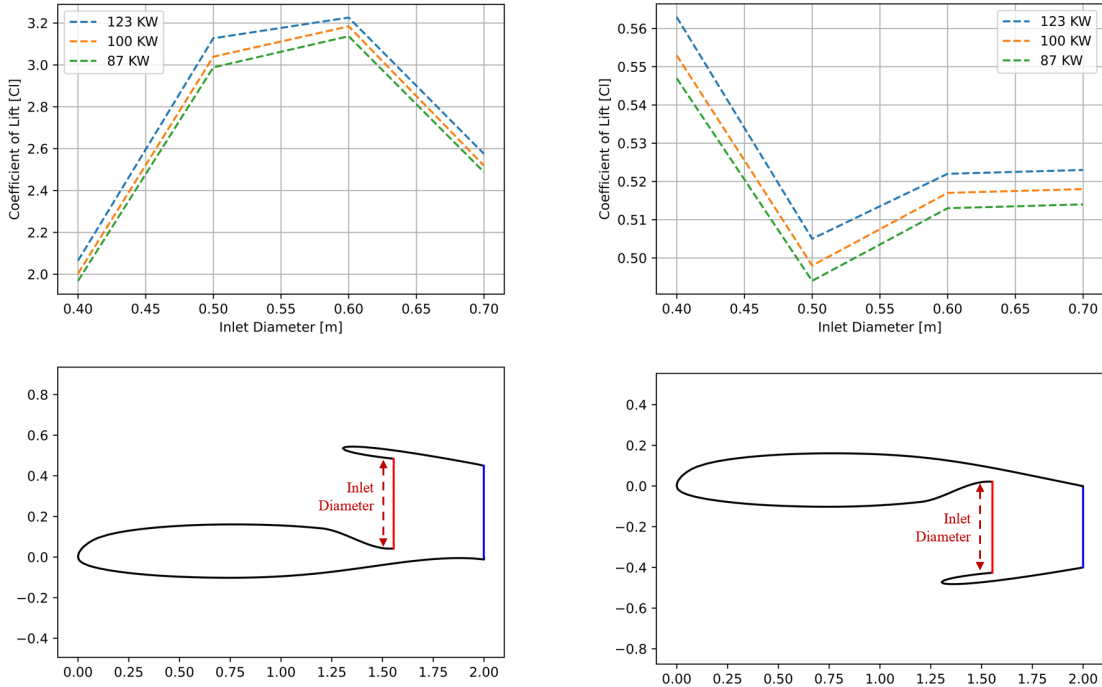 123 KW
100 KW
87 KW
3.2
3.0
2.8
2.6
2.4
2.2
2.0
Coefficient of Lift [Cl]
0.40 0.45 0.50 0.55 0.60 0.65 0.70
Inlet Diameter [m]
123 KW
100 KW
87 KW
0.56
0.55
0.54
0.53
0.52
0.51
0.50
Coefficient of Lift [Cl]
0.40 0.45 0.50 0.55 0.60 0.65 0.70
Inlet Diameter [m]
0.8
0.6
0.4
0.2
0.0
−0.2
−0.4
Inlet
Diameter
0.00 0.25 0.50 0.75 1.00 1.25 1.50 1.75 2.00
0.4
0.2
0.0
−0.2
−0.4
−0.6
−0.8
Inlet
Diameter
0.00 0.25 0.50 0.75 1.00 1.25 1.50 1.75 2.00